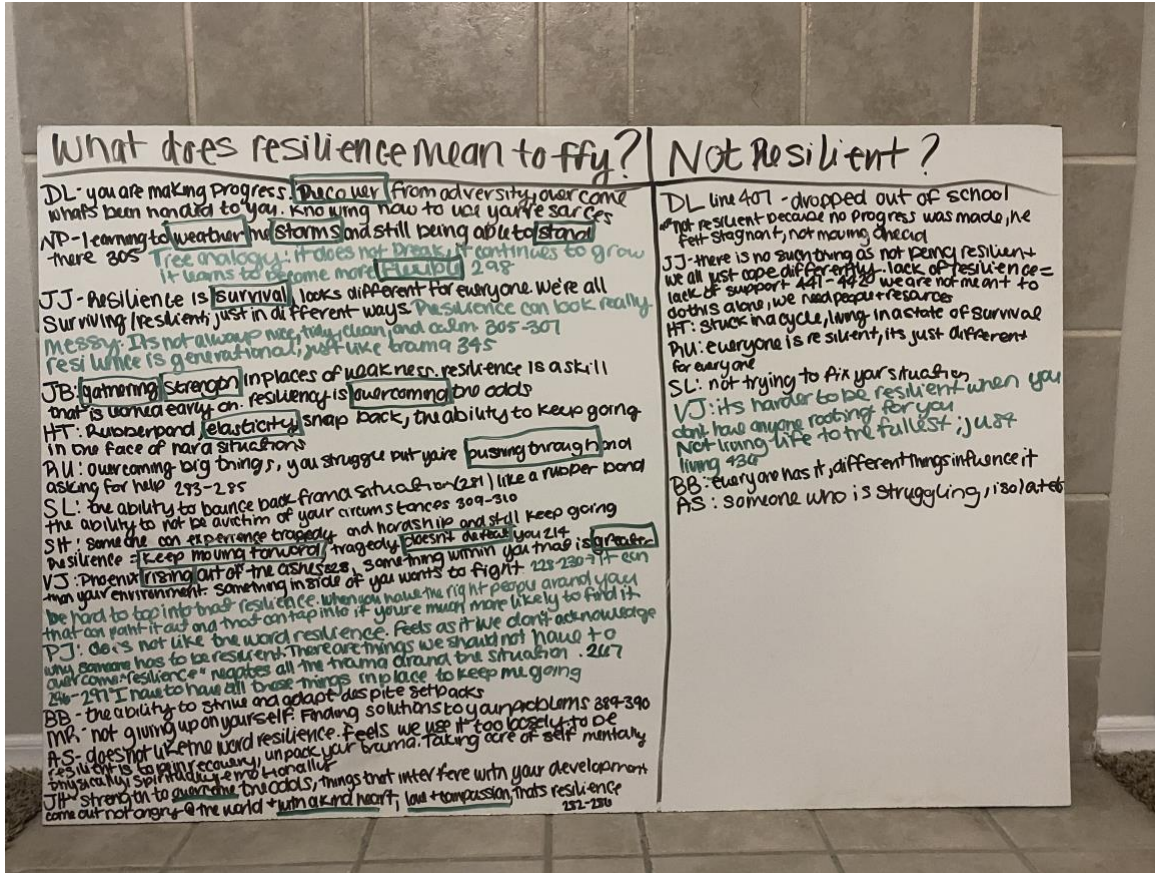 What does resilience mean to ffy?
DL- you are making progress. Recover from adversity, overcome
what's been handed to you. Knowing how to use you're sarces
NP- learning to weather the storms and still being able to stand
there 305 Tree analogy: it does not break, it continues to grow
it learns to become more flexible 298
JJ- Resilience is survival, looks different for everyone we're all
surviving/resilient, just in different ways. Resilience can look really
messy. Its not always nice, tidy, clean, and calm 305-307
resilience is generational, just like trama 345
JB: gathering strength in places of weakness. resilience is a skill
that is worked early on. resiliency is overcoming the odds
HT: Rubberband, elasticity, snap back, the ability to keep going
in the face of hard situations
RU: overcoming big things, you struggle but you're pushing through and
asking for help 283-285
SL: the ability to bounce back from a situation (281) like a rubber band
the ability to not be a victim of your circumstances 309-310
SH: someone can experience tragedy and hardship and still keep going
Resilience = keep moving forward, tragedy doesn't defeat you 214
VJ: Phoenix rising out of the ashes 228, something within you that is greater
than your environment. Something inside of you wants to fight 228-230 it can
be hard to tap into that resilience. when you have the right people around you
that can point it out and that can tap into it you're much more likely to find it
PJ: does not like the word resilience. Feels as if we don't acknowledge
why someone has to be resilient. There are things we should not have to
overcome "resilience" negates all the trama around the situation. 267
296-297 "I have to have all those things in place to keep me going
BB- the ability to strive and adapt despite setbacks
MR- not giving up on yourself. Finding solutions to your problems 389-390
AS- does not like the word resilience. Feels we use it too loosely to be
resilient is to be in recovery, unpack your trama. Taking care of self mentally
physically, spiritually, emotionally
JH- strength to overcome the odds, things that interfere with your development
come out not angry @ the world + with a kind heart, love + compassion, thats resilience
252-256
Not Resilient?
DL line 407 - dropped out of school
not resilient because no progress was made, he
felt stagnant, not moving ahead
JJ- there is no such thing as not being resilient
we all just cope differently. lack of resilience=
lack of support 441-442 we are not meant to
do this alone, we need people + resources
HT: stuck in a cycle, living in a state of survival
RU: everyone is resilient, its just different
for everyone
SL: not trying to fix your situation
VJ: its harder to be resilient when you
dont have anyone rooting for you
Not living life to the fullest; just
living 430
BB: everyone has it, different things influence it
AS: someone who is struggling, isolated